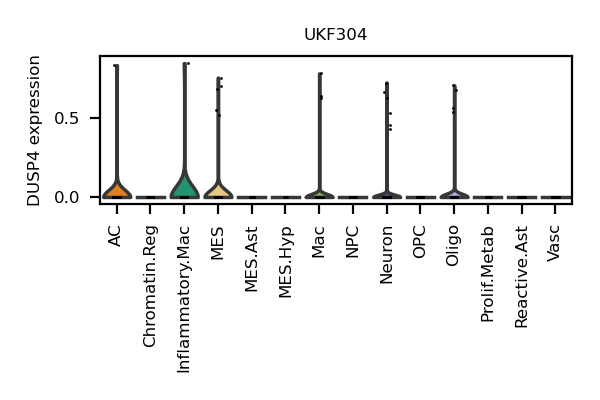 UKF304
DUSP4 expression
0.5
0.0
AC
Chromatin.Reg
Inflammatory.Mac
MES
MES.Ast
MES.Hyp
Mac
NPC
Neuron
OPC
Oligo
Prolif.Metab
Reactive.Ast
Vasc